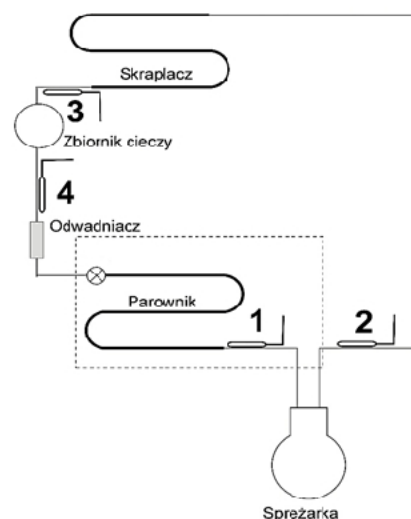 Skraplacz
3
Zbiornik cieczy
4
Odwadniacz
Parownik
1
2
Sprężarka